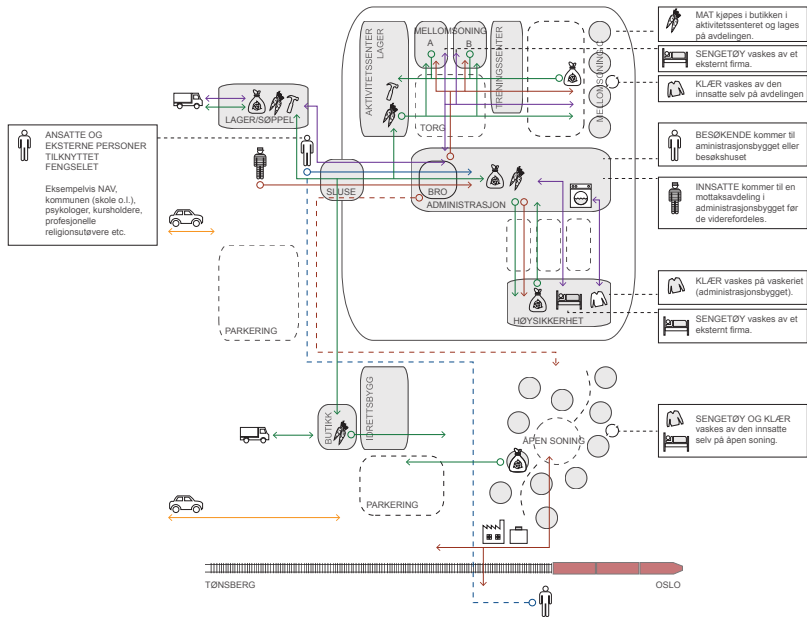 AKTIVITETSSENTER
LAGER
MELLOMSONING
A
B
TRENINGSSENTER
MELLOMSONING C
TORG
MAT kjøpes i butikken i
aktivitetssenteret og lages
på avdelingen.
SENGETØY vaskes av et
eksternt firma.
KLÆR vaskes av den
innsatte selv på avdelingen
LAGER/SØPPEL
ANSATTE OG
EKSTERNE PERSONER
TILKNYTTET
FENGSELET
Eksempelvis NAV,
kommunen (skole o.l.),
psykologer, kursholdere,
profesjonelle
religionsutøvere etc.
BESØKENDE kommer til
aministrasjonsbygget eller
besøkshuset
SLUSE
BRO
ADMINISTRASJON
INNSATTE kommer til en
mottaksavdeling i
administrasjonsbygget før
de viderefordeles.
KLÆR vaskes på vaskeriet
(administrasjonsbygget).
SENGETØY vaskes av et
eksternt firma.
HØYSIKKERHET
PARKERING
BUTIKK
IDRETTSBYGG
ÅPEN SONING
SENGETØY OG KLÆR
vaskes av den innsatte
selv på åpen soning.
PARKERING
TØNSBERG
OSLO